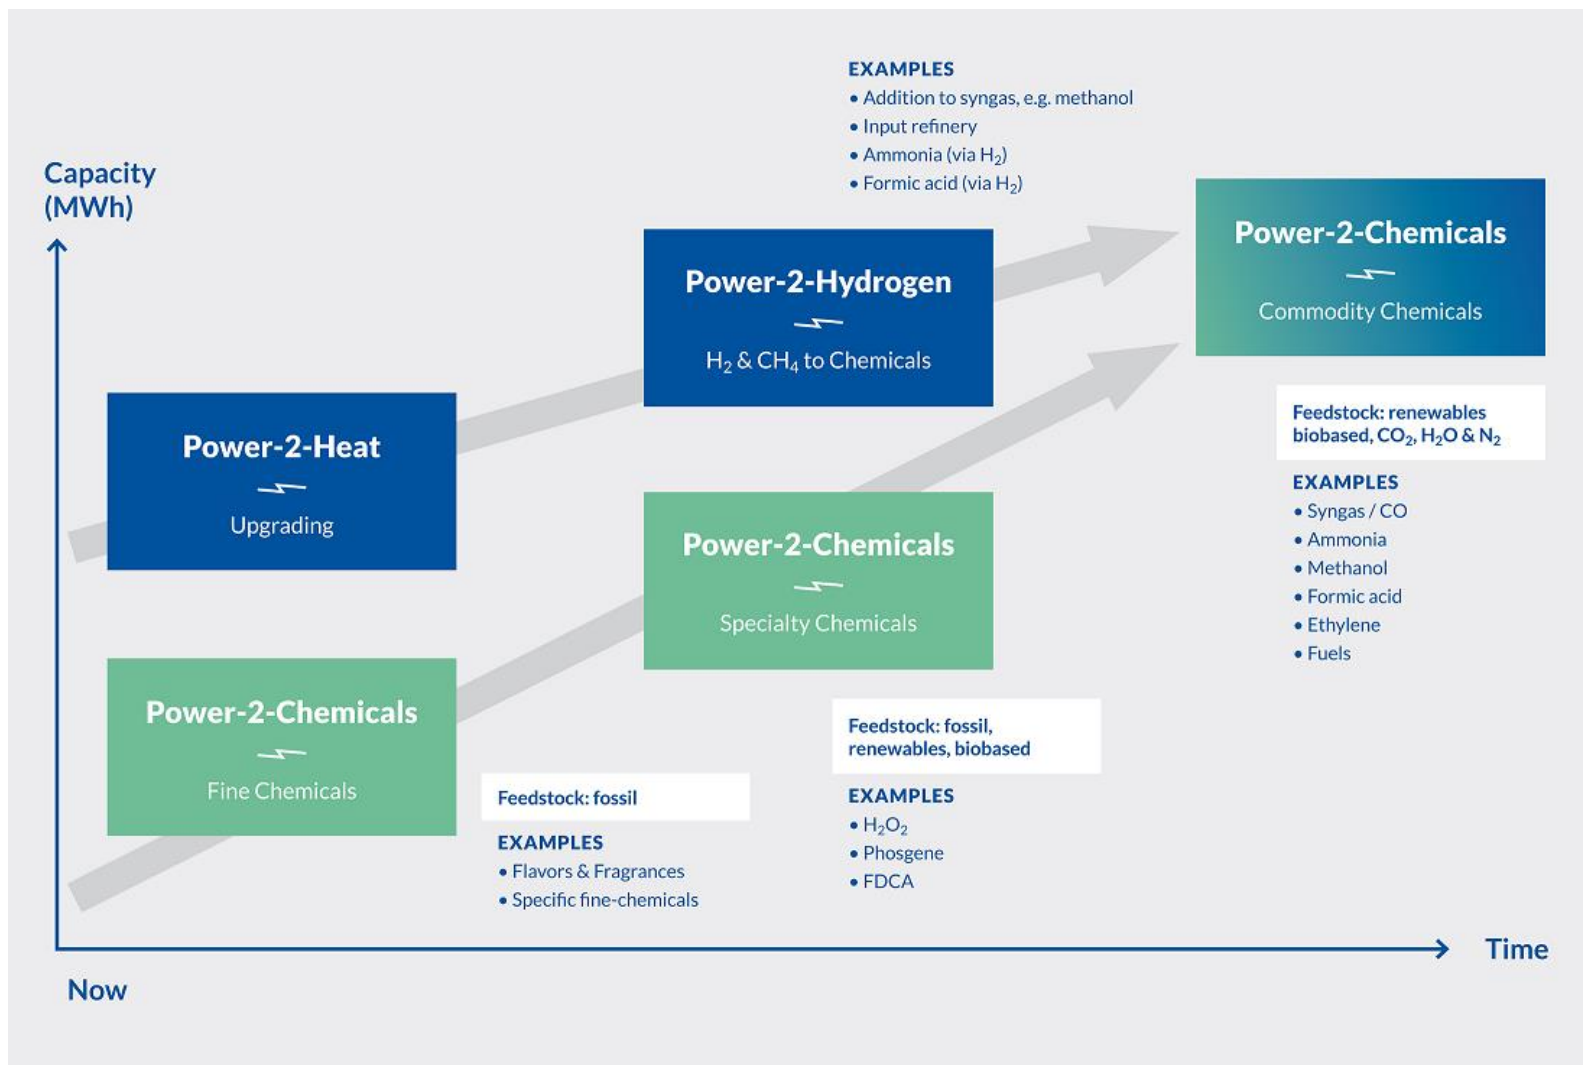 EXAMPLES
• Addition to syngas, e.g. methanol
• Input refinery
• Ammonia (via H₂)
• Formic acid (via H₂)
Capacity
(MWh)
Power-2-Chemicals
Commodity Chemicals
Power-2-Hydrogen
H₂ & CH₄ to Chemicals
Feedstock: renewables
biobased, CO₂, H₂O & N₂
EXAMPLES
• Syngas / CO
• Ammonia
• Methanol
• Formic acid
• Ethylene
• Fuels
Power-2-Heat
Upgrading
Power-2-Chemicals
Specialty Chemicals
Feedstock: fossil,
renewables, biobased
EXAMPLES
• H₂O₂
• Phosgene
• FDCA
Power-2-Chemicals
Fine Chemicals
Feedstock: fossil
EXAMPLES
• Flavors & Fragrances
• Specific fine-chemicals
Time
Now